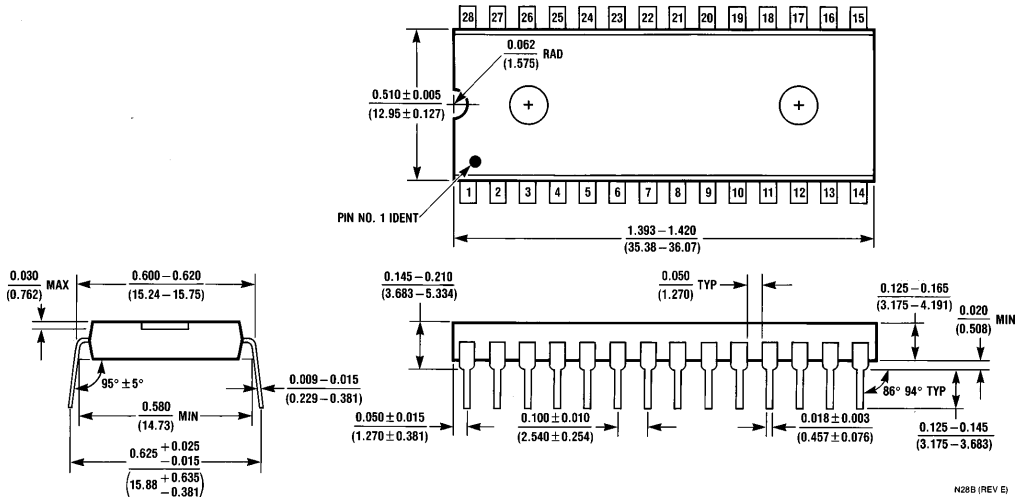 28 27 26 25 24 23 22 21 20 19 18 17 16 15
0.062
(1.575)
RAD
0.510 ± 0.005
(12.95 ± 0.127)
PIN NO. 1 IDENT
1 2 3 4 5 6 7 8 9 10 11 12 13 14
1.393 – 1.420
(35.38 – 36.07)
0.030
(0.762)
MAX
0.600 – 0.620
(15.24 – 15.75)
95° ± 5°
0.009 – 0.015
(0.229 – 0.381)
0.580
(14.73)
MIN
0.625 + 0.025
– 0.015
(15.88 + 0.635
– 0.381)
0.145 – 0.210
(3.683 – 5.334)
0.050
(1.270)
TYP
0.125 – 0.165
(3.175 – 4.191)
0.020
(0.508)
MIN
86° 94° TYP
0.050 ± 0.015
(1.270 ± 0.381)
0.100 ± 0.010
(2.540 ± 0.254)
0.018 ± 0.003
(0.457 ± 0.076)
0.125 – 0.145
(3.175 – 3.683)
N28B (REV E)